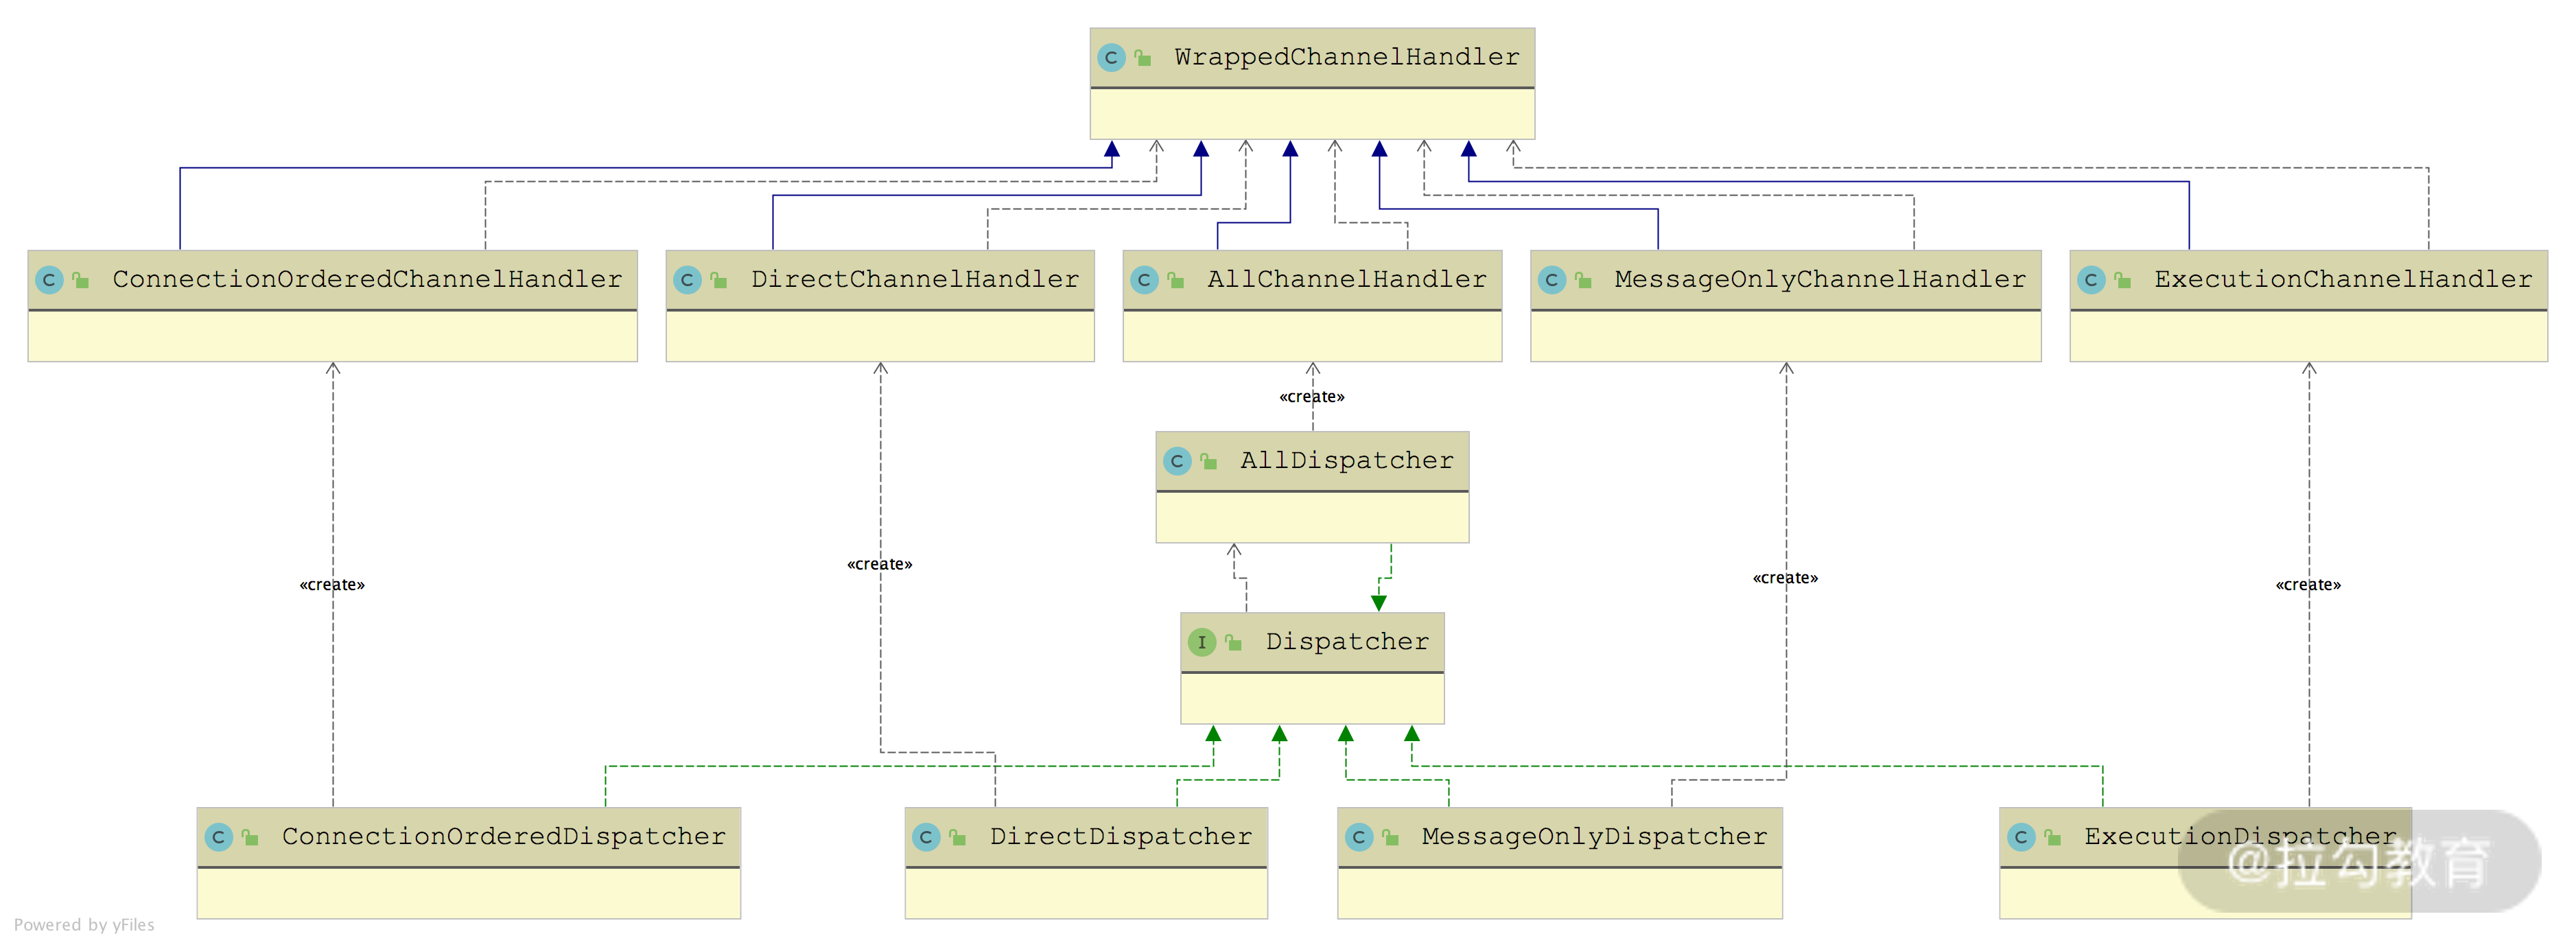 C WrappedChannelHandler
C ConnectionOrderedChannelHandler
C DirectChannelHandler
C AllChannelHandler
C MessageOnlyChannelHandler
C ExecutionChannelHandler
«create»
C AllDispatcher
«create»
«create»
«create»
«create»
I Dispatcher
C ConnectionOrderedDispatcher
C DirectDispatcher
C MessageOnlyDispatcher
C ExecutionDispatcher
@拉勾教育
Powered by yFiles